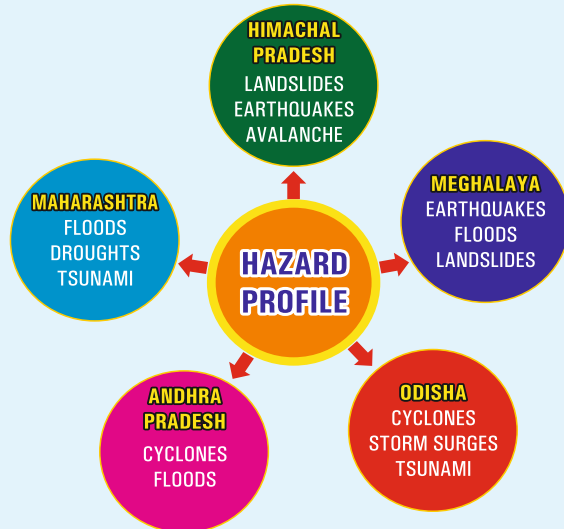 HIMACHAL
PRADESH
LANDSLIDES
EARTHQUAKES
AVALANCHE
MAHARASHTRA
FLOODS
DROUGHTS
TSUNAMI
HAZARD
PROFILE
MEGHALAYA
EARTHQUAKES
FLOODS
LANDSLIDES
ANDHRA
PRADESH
CYCLONES
FLOODS
ODISHA
CYCLONES
STORM SURGES
TSUNAMI